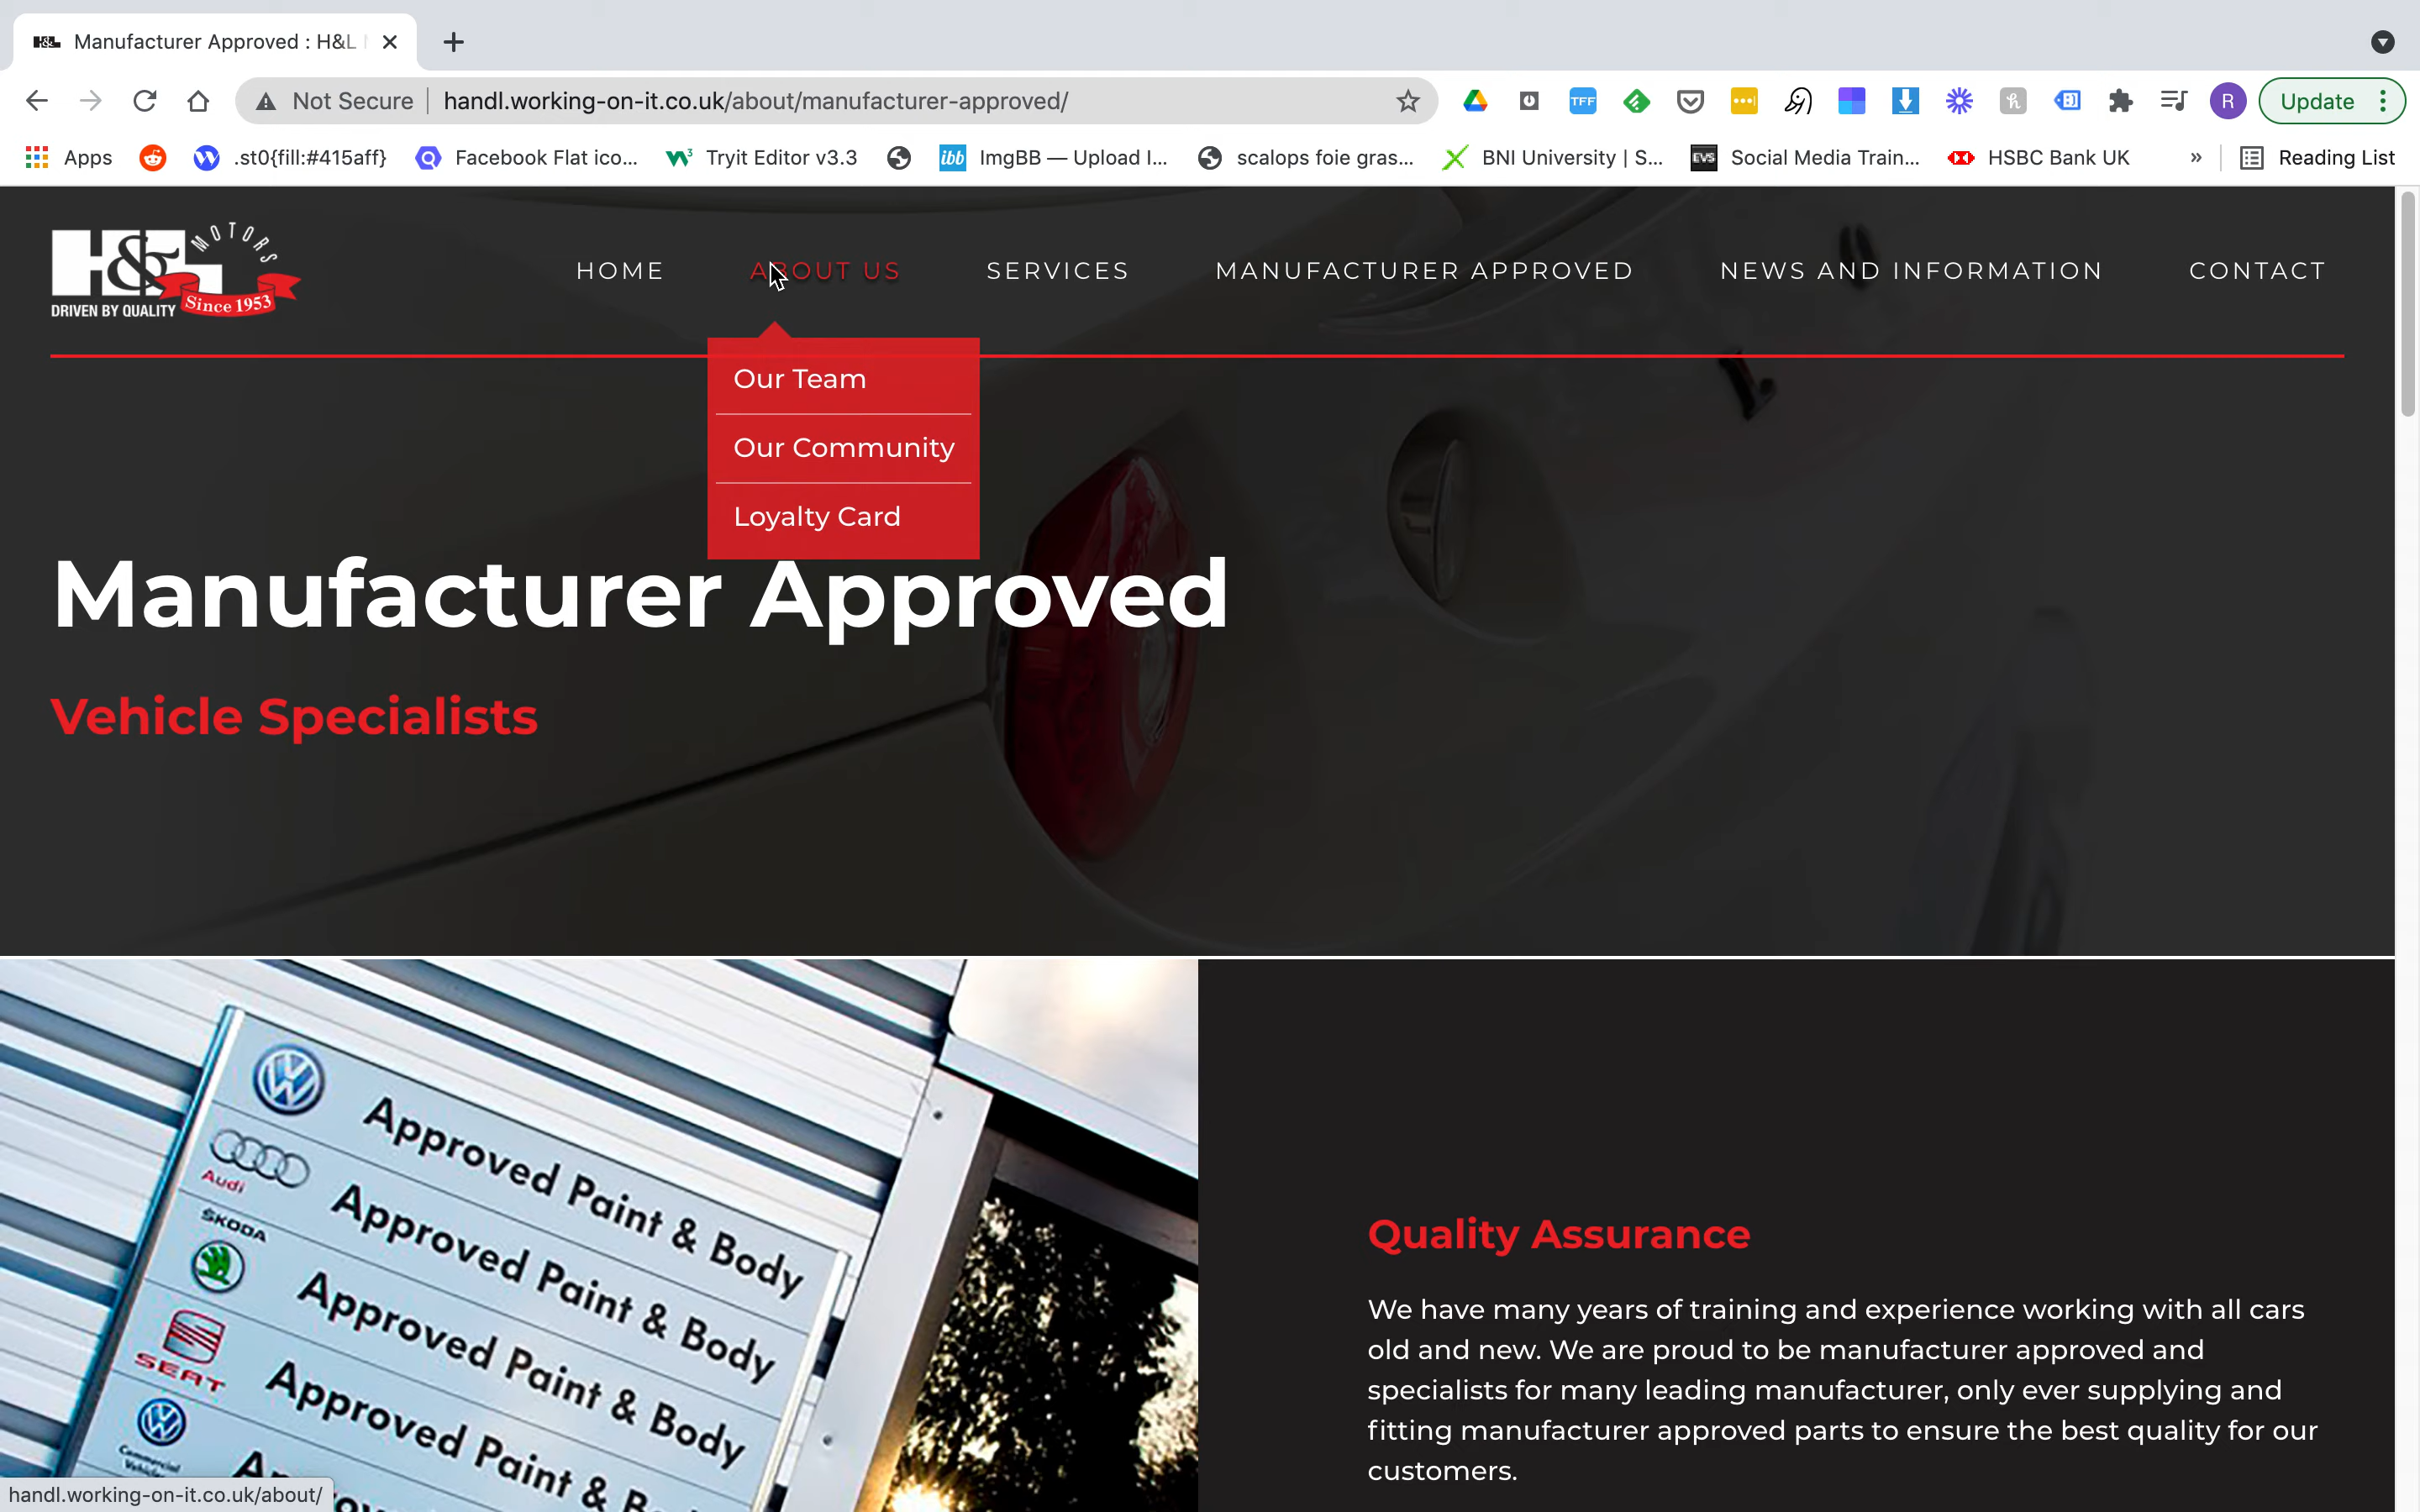 Manufacturer Approved : H&L
Not Secure
handl.working-on-it.co.uk/about/manufacturer-approved/
TFF
R
Update
Apps
.st0{fill:#415aff}
Facebook Flat ico...
Tryit Editor v3.3
ibb
ImgBB — Upload I...
scalops foie gras...
BNI University | S...
EVS
Social Media Train...
HSBC Bank UK
»
Reading List
H&L MOTORS
DRIVEN BY QUALITY
Since 1953
HOME
ABOUT US
SERVICES
MANUFACTURER APPROVED
NEWS AND INFORMATION
CONTACT
Our Team
Our Community
Loyalty Card
Manufacturer Approved
Vehicle Specialists
Approved Paint & Body
Audi
Approved Paint & Body
ŠKODA
Approved Paint & Body
SEAT
Approved Paint & Body
Commercial
Vehicles
Quality Assurance
We have many years of training and experience working with all cars
old and new. We are proud to be manufacturer approved and
specialists for many leading manufacturer, only ever supplying and
fitting manufacturer approved parts to ensure the best quality for our
customers.
handl.working-on-it.co.uk/about/